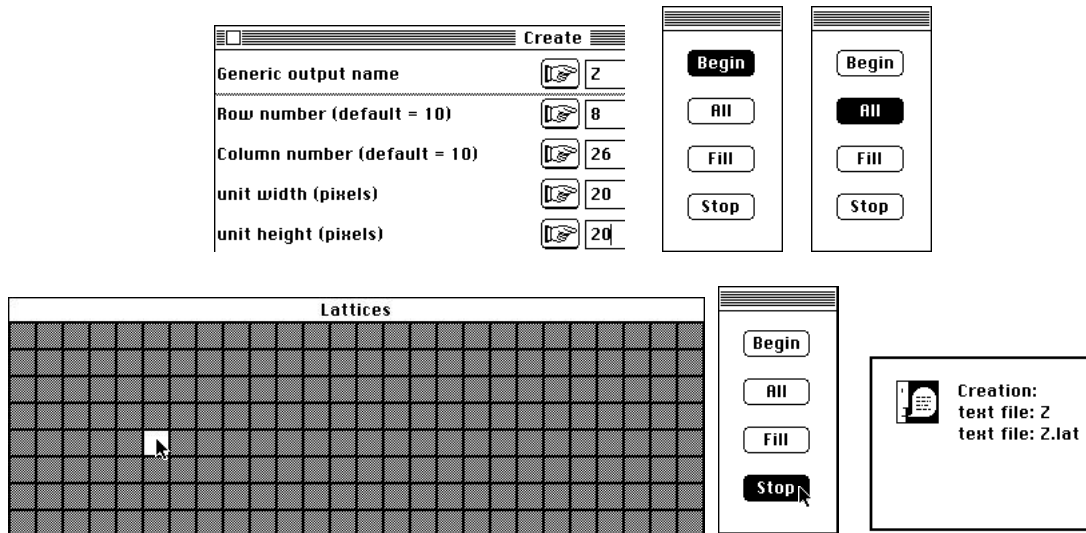 Create
Generic output name Z
Row number (default = 10) 8
Column number (default = 10) 26
unit width (pixels) 20
unit height (pixels) 20
Begin
All
Fill
Stop
Begin
All
Fill
Stop
Lattices
Begin
All
Fill
Stop
Creation:
text file: Z
text file: Z.lat